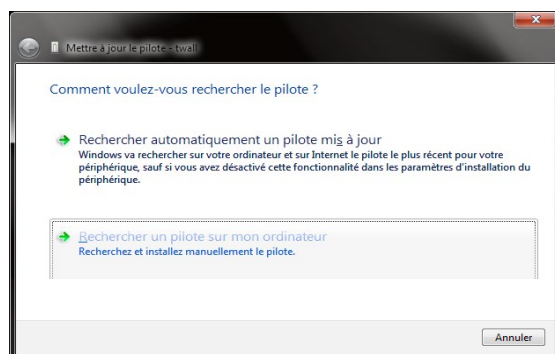 Mettre à jour le pilote - twall
Comment voulez-vous rechercher le pilote ?
Rechercher automatiquement un pilote mis à jour
Windows va rechercher sur votre ordinateur et sur Internet le pilote le plus récent pour votre
périphérique, sauf si vous avez désactivé cette fonctionnalité dans les paramètres d'installation du
périphérique.
Rechercher un pilote sur mon ordinateur
Recherchez et installez manuellement le pilote.
Annuler